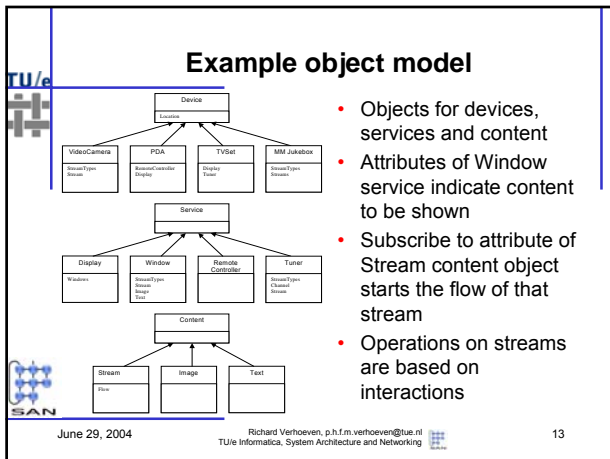 Example object model
TU/e
Device
Location
VideoCamera
StreamTypes
Stream
PDA
RemoteController
Display
TVSet
Display
Tuner
MM Jukebox
StreamTypes
Streams
Service
Display
Windows
Window
StreamTypes
Stream
Image
Text
Remote
Controller
Tuner
StreamTypes
Channel
Stream
Content
Stream
Flow
Image
Text
• Objects for devices,
services and content
• Attributes of Window
service indicate content
to be shown
• Subscribe to attribute of
Stream content object
starts the flow of that
stream
• Operations on streams
are based on
interactions
SAN
June 29, 2004
Richard Verhoeven, p.h.f.m.verhoeven@tue.nl
TU/e Informatica, System Architecture and Networking
13